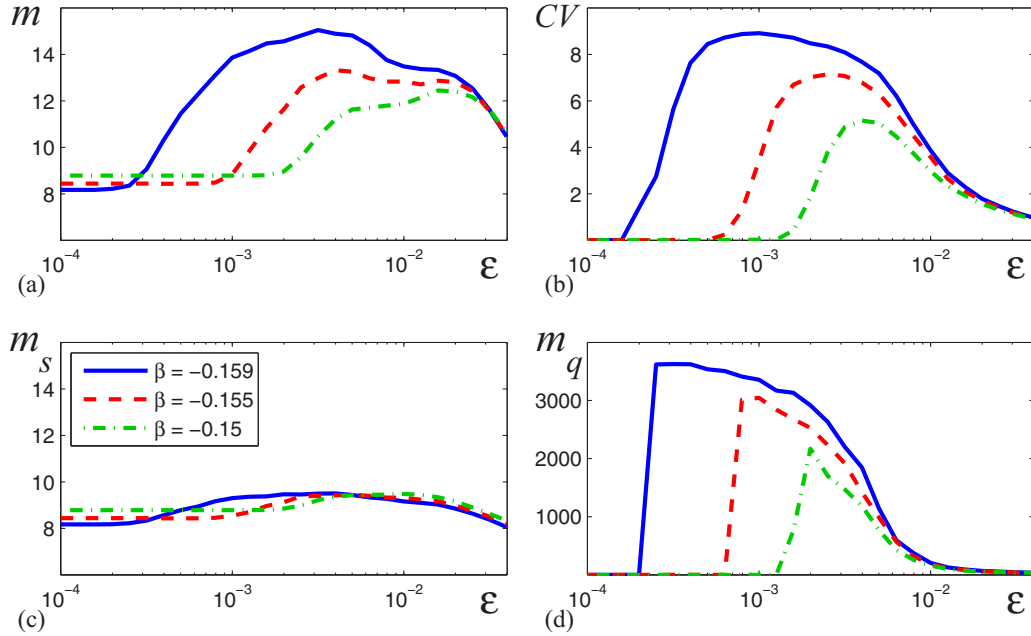 m
14
12
10
8
10⁻⁴ 10⁻³ 10⁻² ε
(a)
CV
8
6
4
2
10⁻⁴ 10⁻³ 10⁻² ε
(b)
m s
14
12
10
8
β = −0.159
β = −0.155
β = −0.15
10⁻⁴ 10⁻³ 10⁻² ε
(c)
m q
3000
2000
1000
10⁻⁴ 10⁻³ 10⁻² ε
(d)